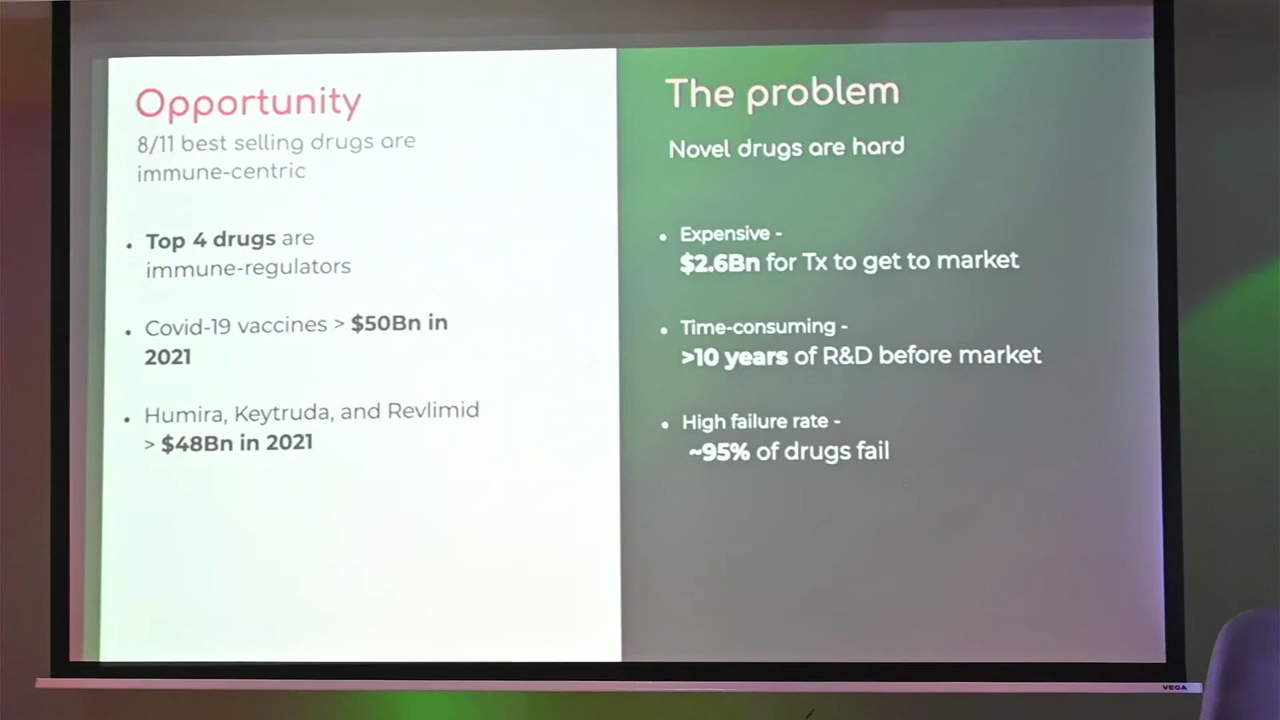 Opportunity
8/11 best selling drugs are
immune-centric
• Top 4 drugs are
immune-regulators
• Covid-19 vaccines > $50Bn in
2021
• Humira, Keytruda, and Revlimid
> $48Bn in 2021
The problem
Novel drugs are hard
• Expensive -
$2.6Bn for Tx to get to market
• Time-consuming -
>10 years of R&D before market
• High failure rate -
~95% of drugs fail
VEGA